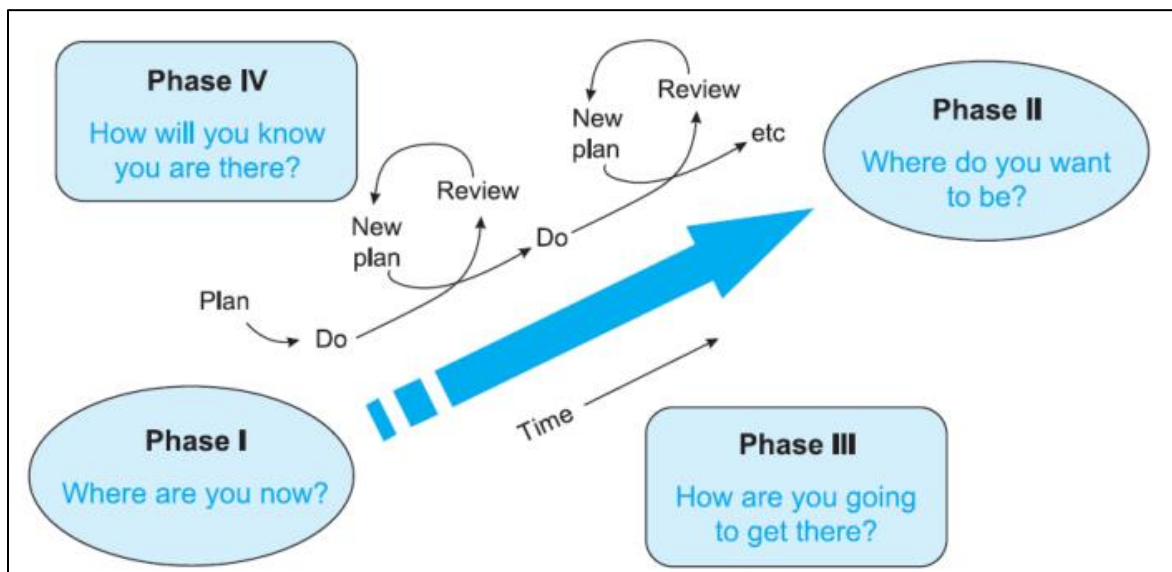 Phase IV
How will you know
you are there?
Review
New
plan
etc
Phase II
Where do you want
to be?
Review
New
plan
Do
Plan
Do
Time
Phase I
Where are you now?
Phase III
How are you going
to get there?